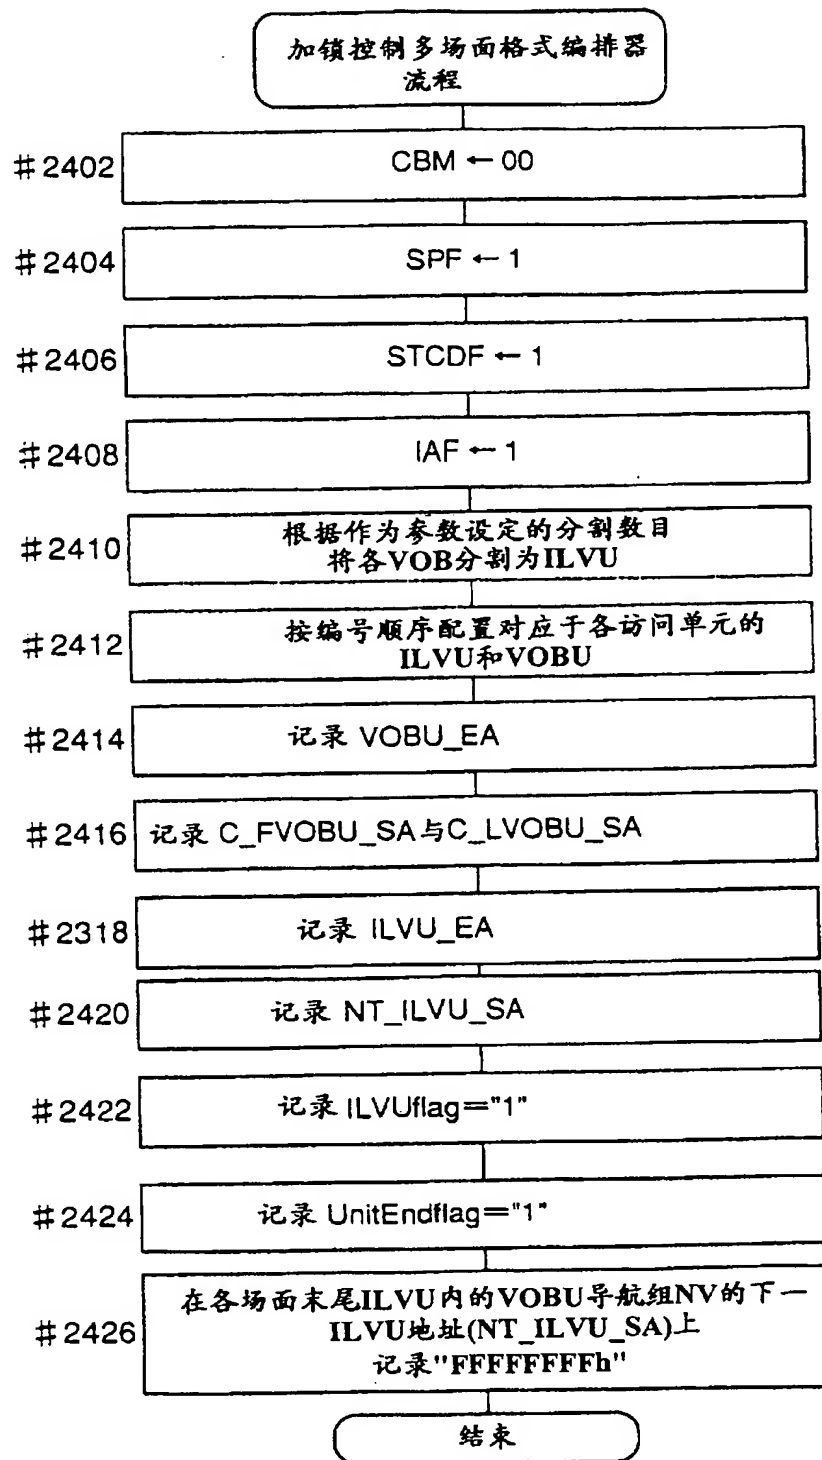 加锁控制多场面格式编排器
流程
#2402 CBM ← 00
#2404 SPF ← 1
#2406 STCDF ← 1
#2408 IAF ← 1
#2410 根据作为参数设定的分割数目
将各VOB分割为ILVU
#2412 按编号顺序配置对应于各访问单元的
ILVU和VOBU
#2414 记录 VOBU_EA
#2416 记录 C_FVOBU_SA与C_LVOBU_SA
#2318 记录 ILVU_EA
#2420 记录 NT_ILVU_SA
#2422 记录 ILVUflag="1"
#2424 记录 UnitEndflag="1"
#2426 在各场面末尾ILVU内的VOBU导航组NV的下一
ILVU地址(NT_ILVU_SA)上
记录"FFFFFFFFh"
结束